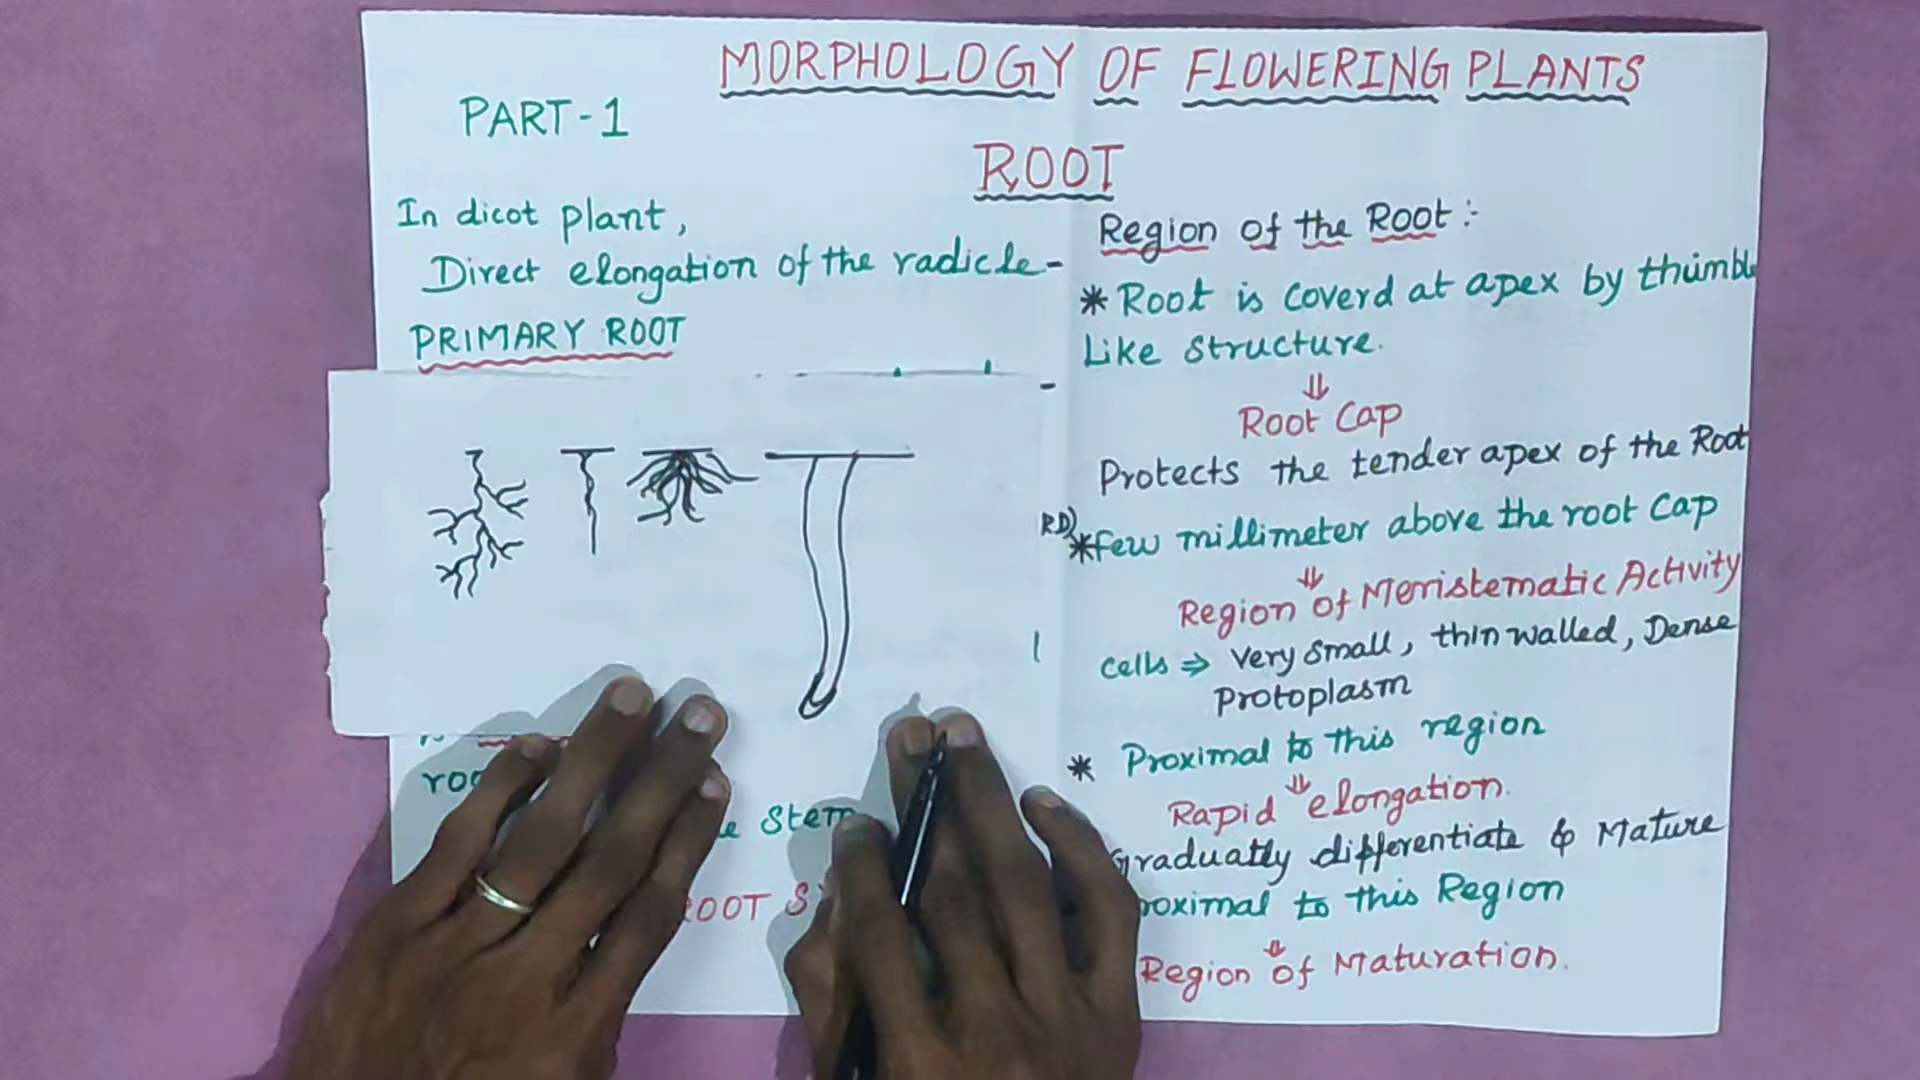 MORPHOLOGY OF FLOWERING PLANTS
PART-1
ROOT
In dicot plant,
Direct elongation of the radicle-
PRIMARY ROOT
Stem
ROOT S
Region of the Root:-
* Root is coverd at apex by thumbl
Like structure.
⇓
Root Cap
Protects the tender apex of the Root
*few millimeter above the root Cap
⇓
Region of Meristematic Activity
Cells ⇒ Very small, thin walled, Dense
Protoplasm
* Proximal to this region
⇓
Rapid elongation.
Graduatly differentiate & Mature
roximal to this Region
⇓
Region of Maturation.